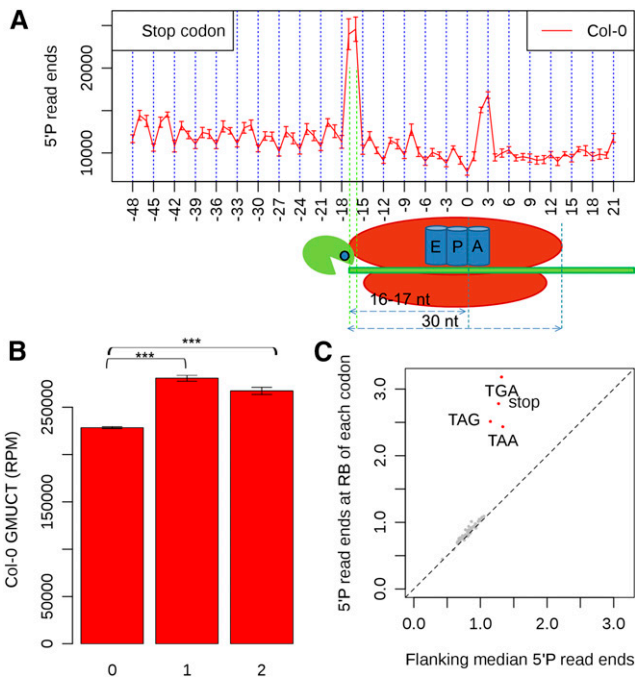 A
Stop codon
Col-0
5'P read ends
10000
20000
-48
-45
-42
-39
-36
-33
-30
-27
-24
-21
-18
-15
-12
-9
-6
-3
0
3
6
9
12
15
18
21
E P A
16-17 nt
30 nt
B
***
***
Col-0 GMUCT (RPM)
0
50000
150000
250000
0 1 2
C
5'P read ends at RB of each codon
0.0
1.0
2.0
3.0
TGA
stop
TAG
TAA
0.0 1.0 2.0 3.0
Flanking median 5'P read ends